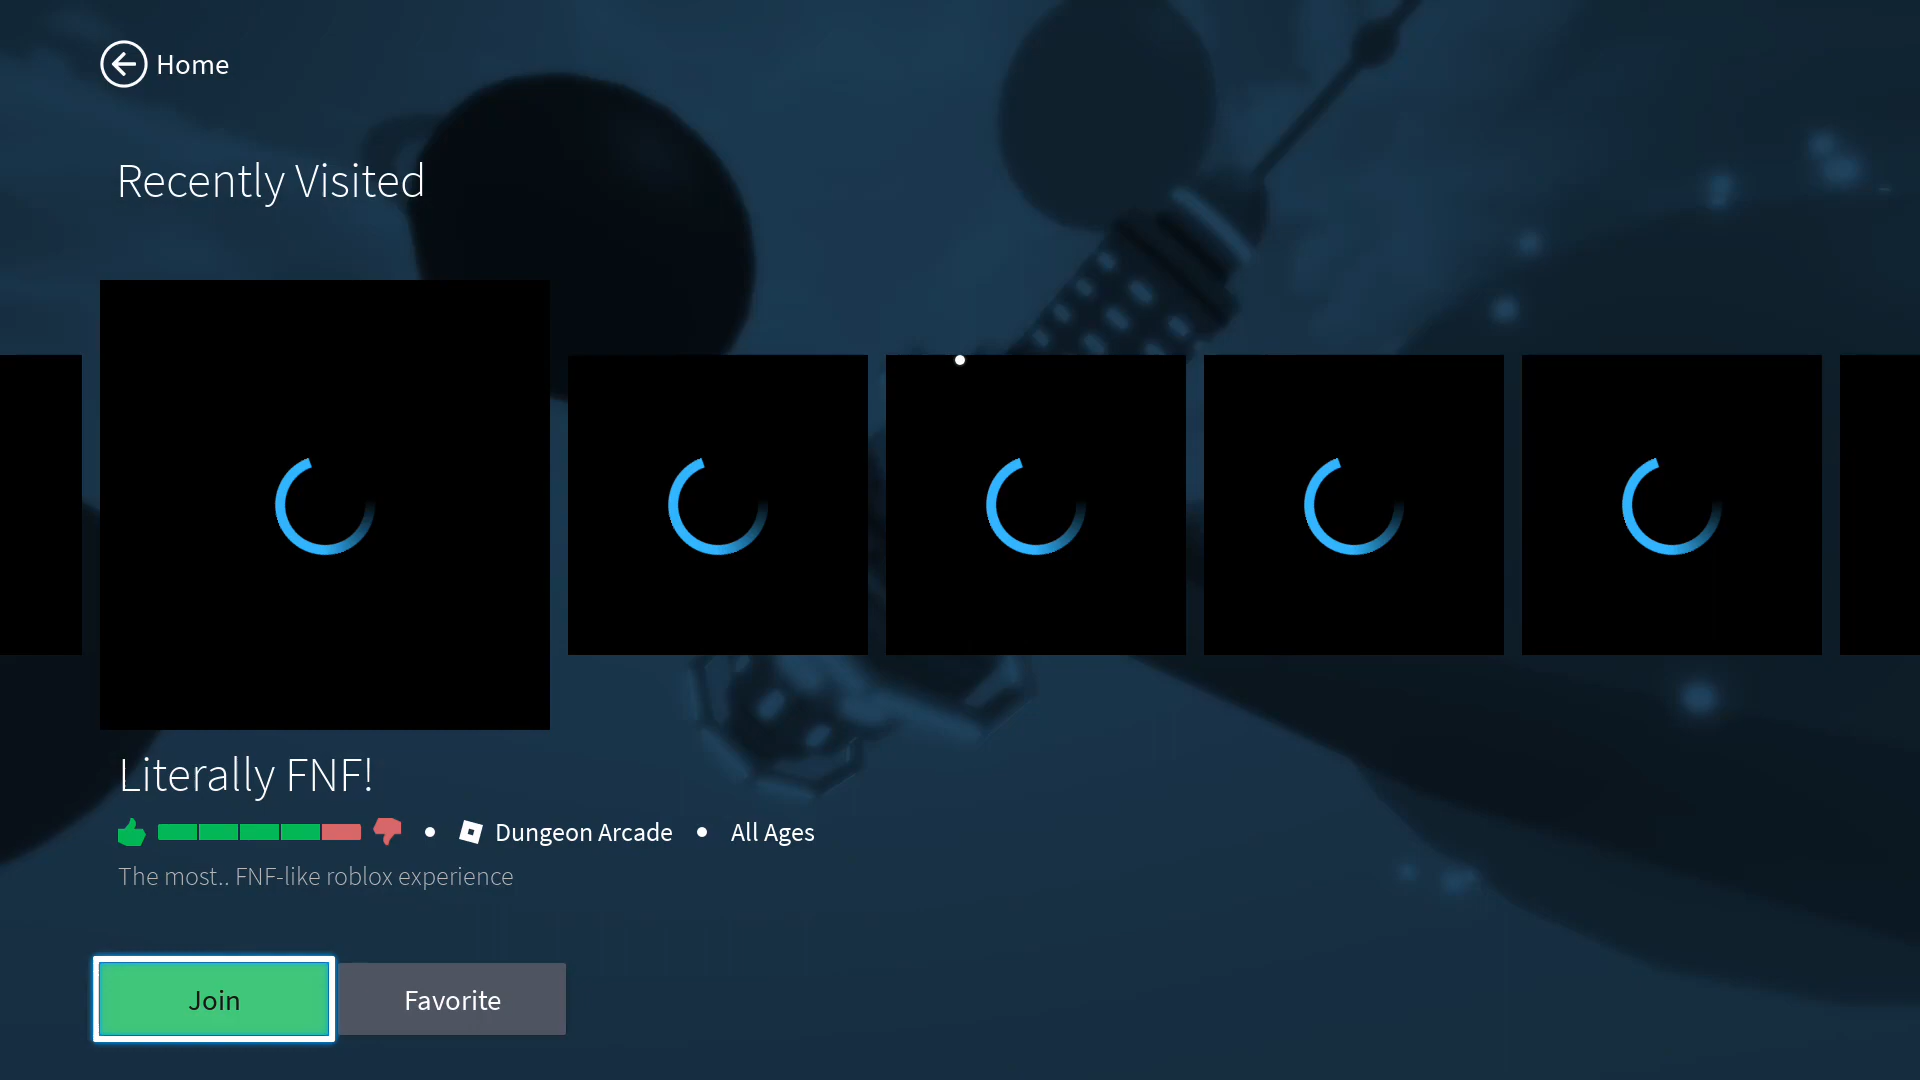 Home
Recently Visited
Literally FNF!
Dungeon Arcade • All Ages
The most.. FNF-like roblox experience
Join
Favorite